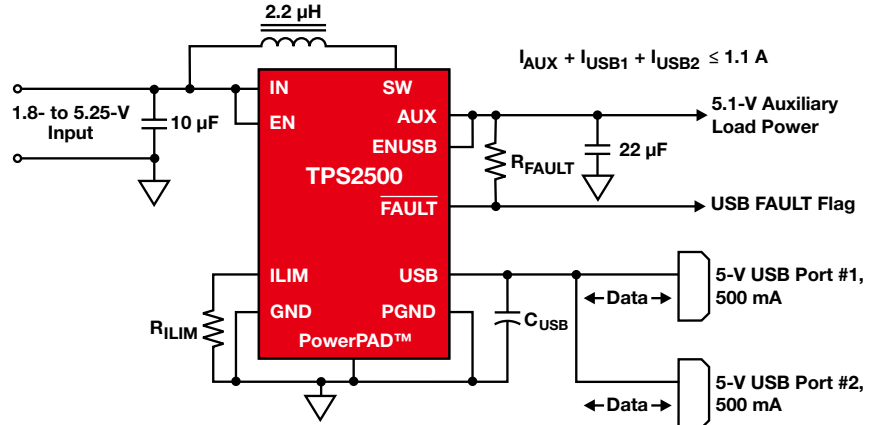 2.2 µH
I_AUX + I_USB1 + I_USB2 ≤ 1.1 A
IN
SW
1.8- to 5.25-V
Input
10 µF
EN
AUX
5.1-V Auxiliary
Load Power
ENUSB
22 µF
R_FAULT
TPS2500
FAULT
USB FAULT Flag
ILIM
USB
5-V USB Port #1,
500 mA
Data
GND
PGND
C_USB
R_ILIM
PowerPAD™
5-V USB Port #2,
500 mA
Data